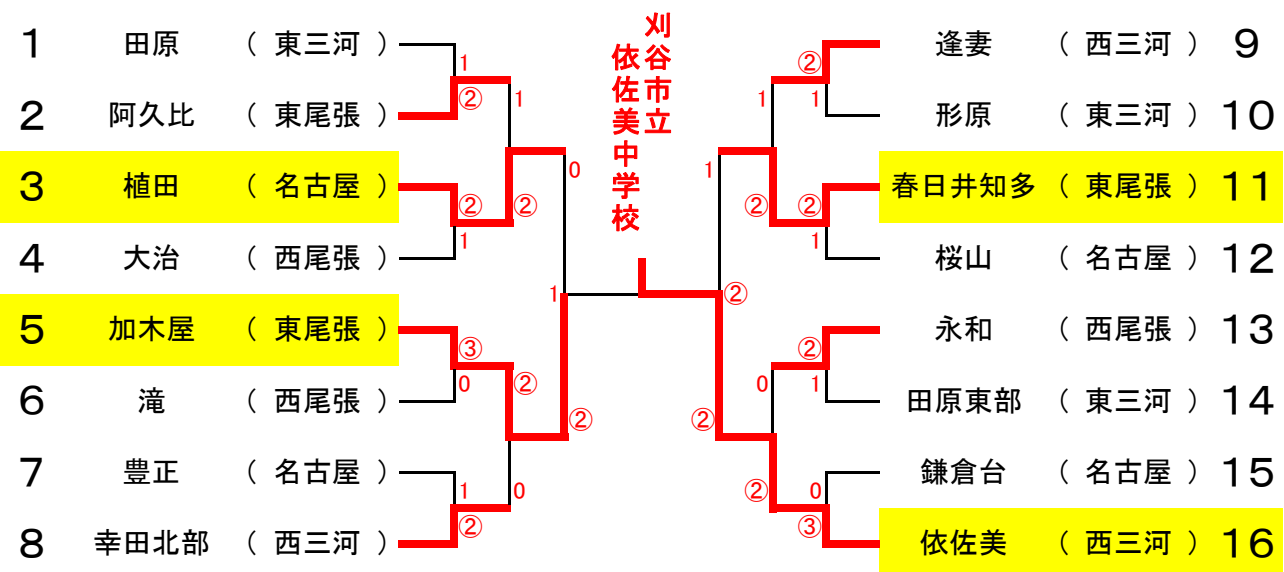 1 田原 ( 東三河 )
1
2 阿久比 ( 東尾張 )
②
1
3 植田 ( 名古屋 )
②
②
4 大治 ( 西尾張 )
1
0
5 加木屋 ( 東尾張 )
③
②
6 滝 ( 西尾張 )
0
7 豊正 ( 名古屋 )
1
0
8 幸田北部 ( 西三河 )
②
②
1
刈谷市立
依佐美中学校
逢妻 ( 西三河 ) 9
②
形原 ( 東三河 ) 10
1
1
春日井知多 ( 東尾張 ) 11
②
②
桜山 ( 名古屋 ) 12
1
1
永和 ( 西尾張 ) 13
②
0
田原東部 ( 東三河 ) 14
1
鎌倉台 ( 名古屋 ) 15
0
②
依佐美 ( 西三河 ) 16
③
②
②